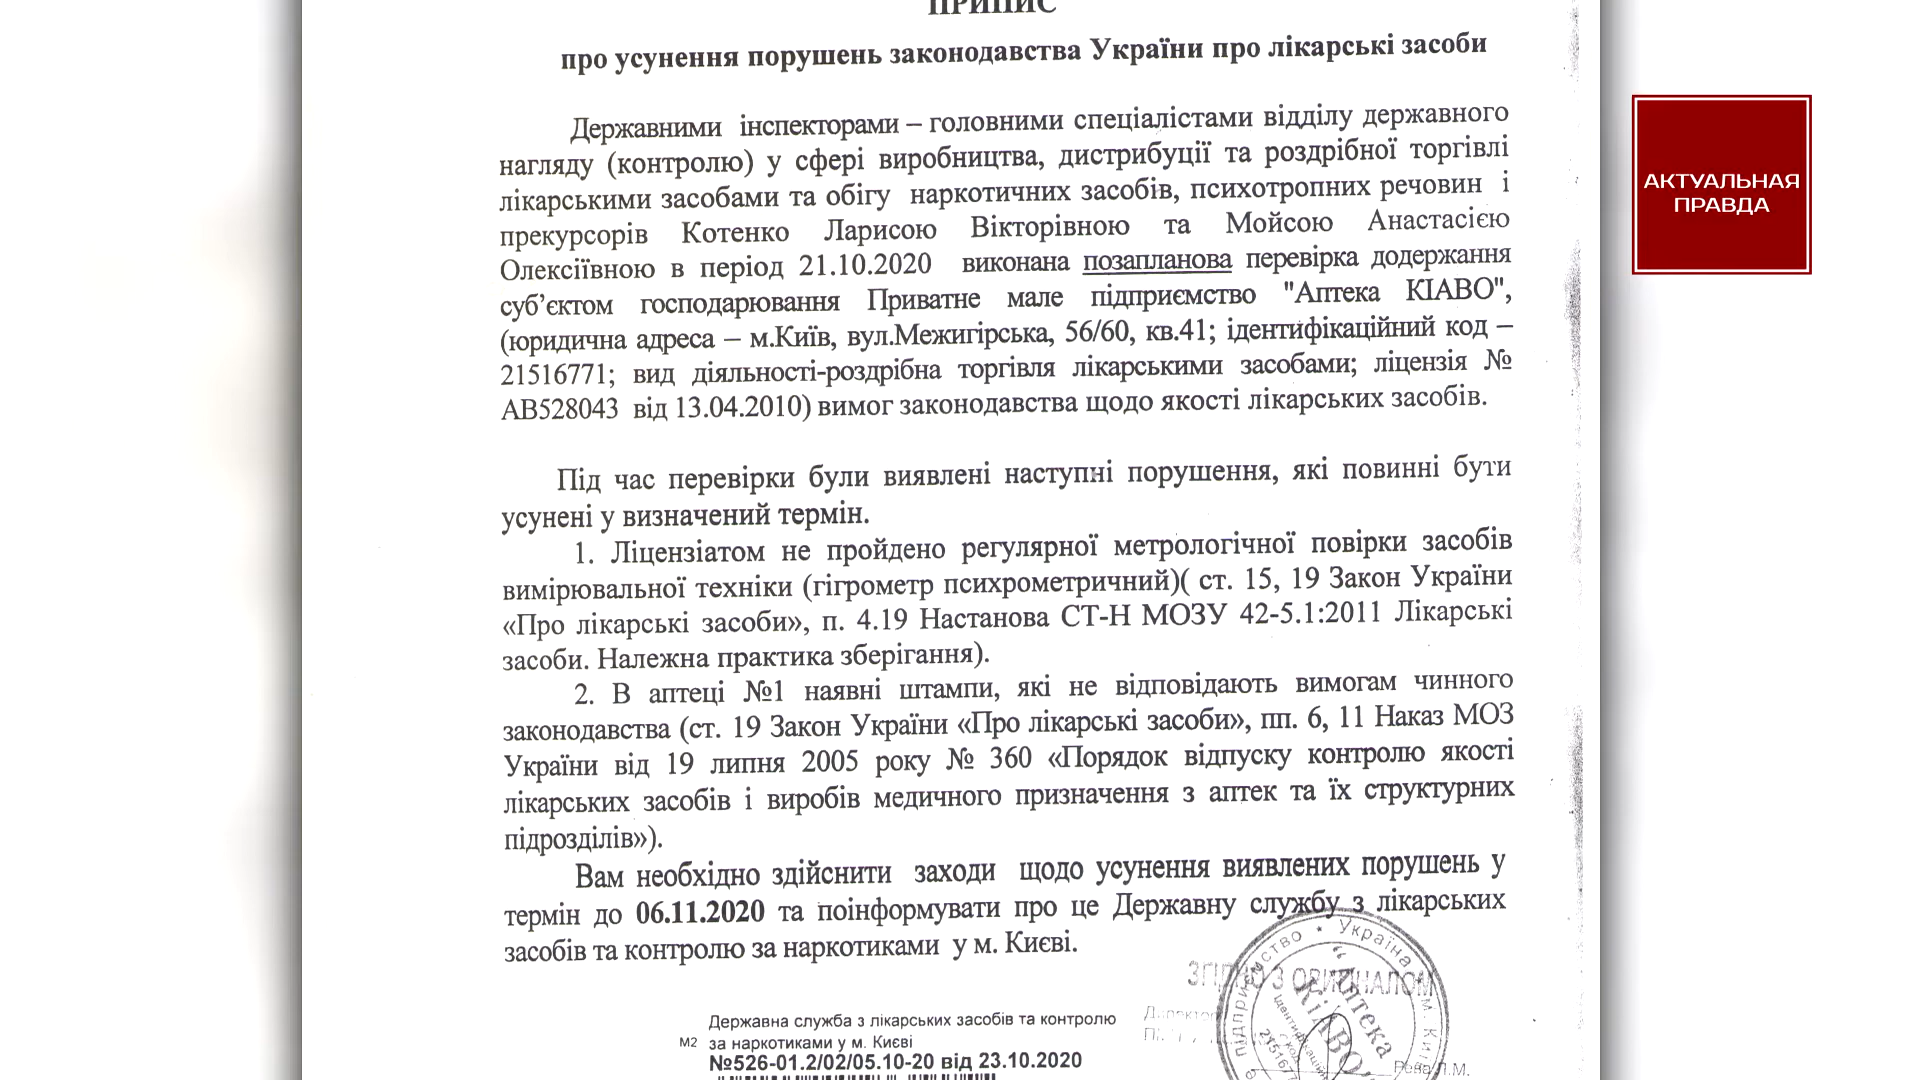 ПРИПИС
про усунення порушень законодавства України про лікарські засоби
Державними інспекторами – головними спеціалістами відділу державного
нагляду (контролю) у сфері виробництва, дистрибуції та роздрібної торгівлі
лікарськими засобами та обігу наркотичних засобів, психотропних речовин і
прекурсорів Котенко Ларисою Вікторівною та Мойсою Анастасією
Олексіївною в період 21.10.2020 виконана позапланова перевірка додержання
суб’єктом господарювання Приватне мале підприємство "Аптека КІАВО",
(юридична адреса – м.Київ, вул.Межигірська, 56/60, кв.41; ідентифікаційний код –
21516771; вид діяльності-роздрібна торгівля лікарськими засобами; ліцензія №
АВ528043 від 13.04.2010) вимог законодавства щодо якості лікарських засобів.
Під час перевірки були виявлені наступні порушення, які повинні бути
усунені у визначений термін.
1. Ліцензіатом не пройдено регулярної метрологічної повірки засобів
вимірювальної техніки (гігрометр психрометричний)( ст. 15, 19 Закон України
«Про лікарські засоби», п. 4.19 Настанова СТ-Н МОЗУ 42-5.1:2011 Лікарські
засоби. Належна практика зберігання).
2. В аптеці №1 наявні штампи, які не відповідають вимогам чинного
законодавства (ст. 19 Закон України «Про лікарські засоби», пп. 6, 11 Наказ МОЗ
України від 19 липня 2005 року № 360 «Порядок відпуску контролю якості
лікарських засобів і виробів медичного призначення з аптек та їх структурних
підрозділів»).
Вам необхідно здійснити заходи щодо усунення виявлених порушень у
термін до 06.11.2020 та поінформувати про це Державну службу з лікарських
засобів та контролю за наркотиками у м. Києві.
ЗГІДНО З ОРИГІНАЛОМ
Україна м. Київ
"Аптека
КІАВО"
Державна служба з лікарських засобів та контролю
М2 за наркотиками у м. Києві
№526-01.2/02/05.10-20 від 23.10.2020
АКТУАЛЬНАЯ
ПРАВДА